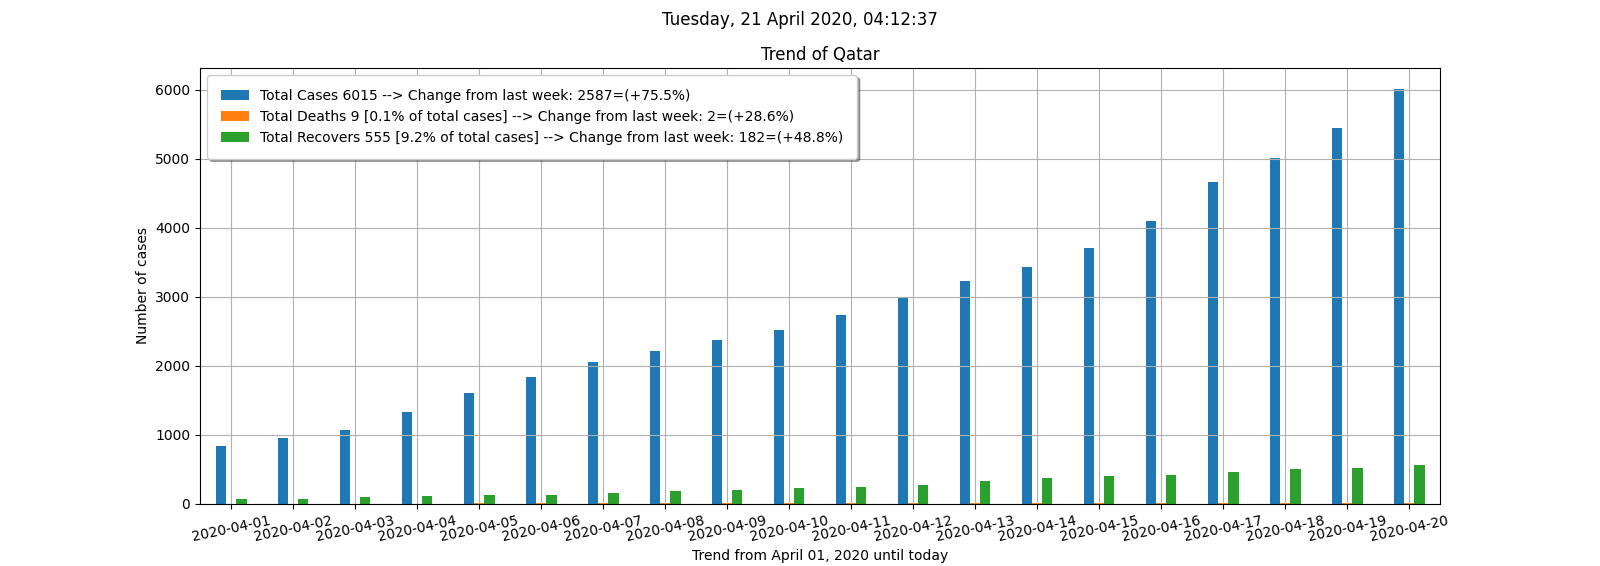 Tuesday, 21 April 2020, 04:12:37
Trend of Qatar
Total Cases 6015 --> Change from last week: 2587=(+75.5%)
Total Deaths 9 [0.1% of total cases] --> Change from last week: 2=(+28.6%)
Total Recovers 555 [9.2% of total cases] --> Change from last week: 182=(+48.8%)
Number of cases
6000
5000
4000
3000
2000
1000
0
2020-04-01 2020-04-02 2020-04-03 2020-04-04 2020-04-05 2020-04-06 2020-04-07 2020-04-08 2020-04-09 2020-04-10 2020-04-11 2020-04-12 2020-04-13 2020-04-14 2020-04-15 2020-04-16 2020-04-17 2020-04-18 2020-04-19 2020-04-20
Trend from April 01, 2020 until today